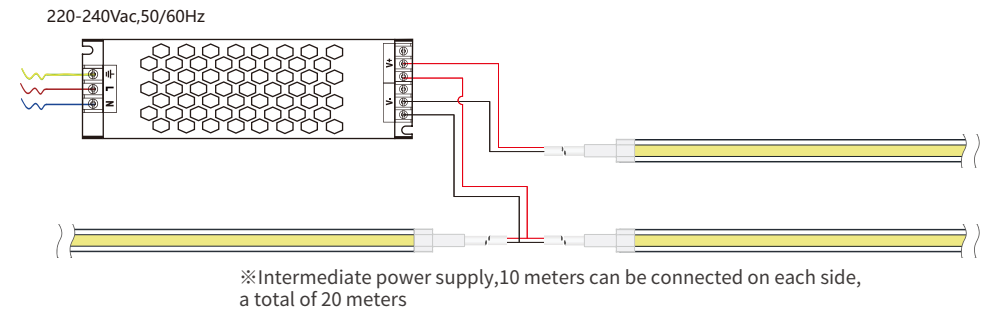 220-240Vac,50/60Hz
V+
L
N
V-
※Intermediate power supply,10 meters can be connected on each side,
a total of 20 meters